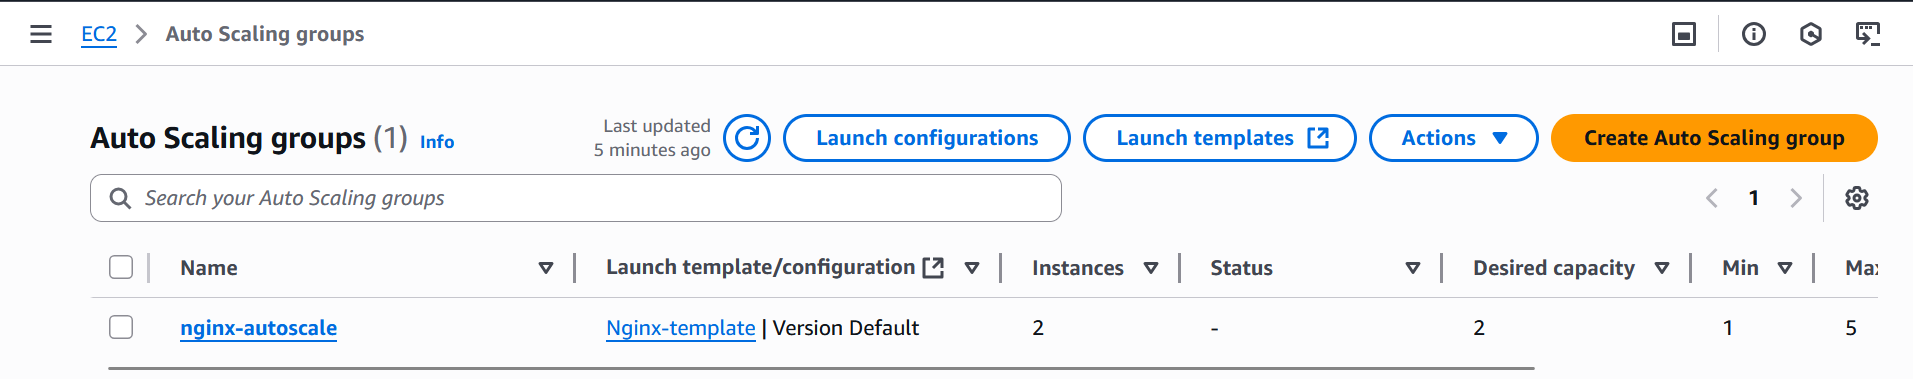 EC2 > Auto Scaling groups
Auto Scaling groups (1) Info
Last updated
5 minutes ago
Launch configurations
Launch templates
Actions
Create Auto Scaling group
Search your Auto Scaling groups
1
Name Launch template/configuration Instances Status Desired capacity Min Max
nginx-autoscale Nginx-template | Version Default 2 - 2 1 5